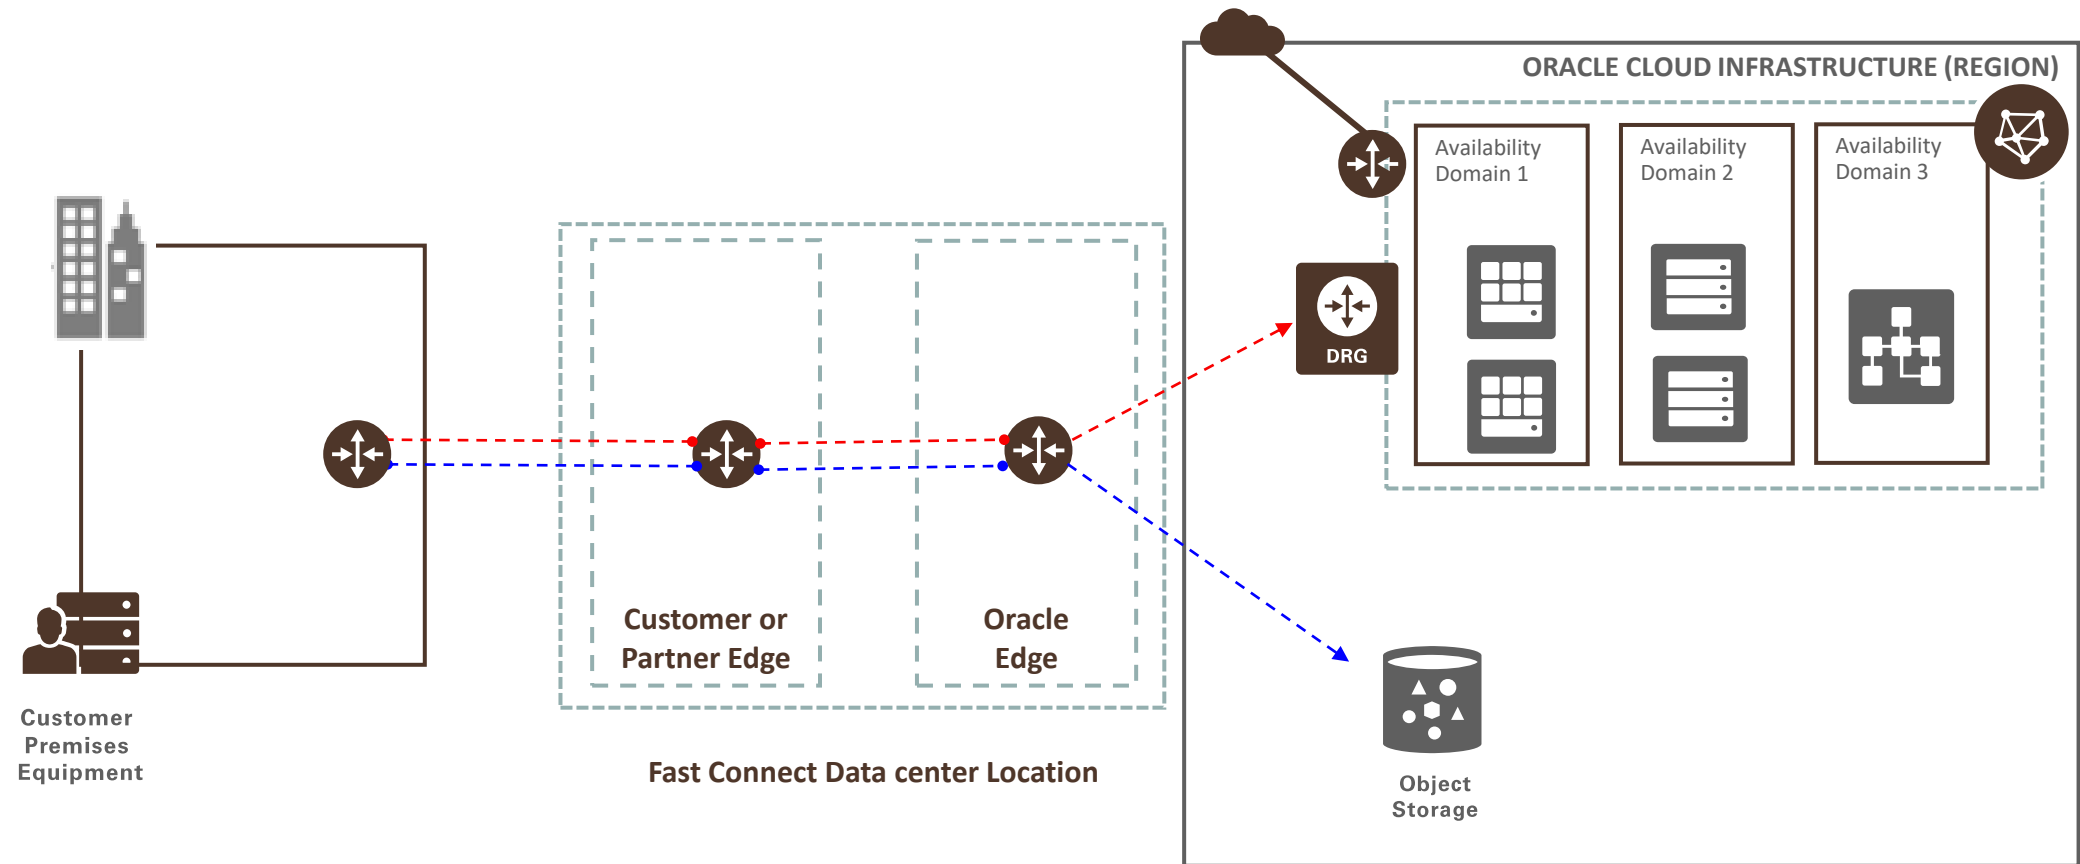 ORACLE CLOUD INFRASTRUCTURE (REGION)
Availability
Domain 1
Availability
Domain 2
Availability
Domain 3
DRG
Customer or
Partner Edge
Oracle
Edge
Customer
Premises
Equipment
Fast Connect Data center Location
Object
Storage